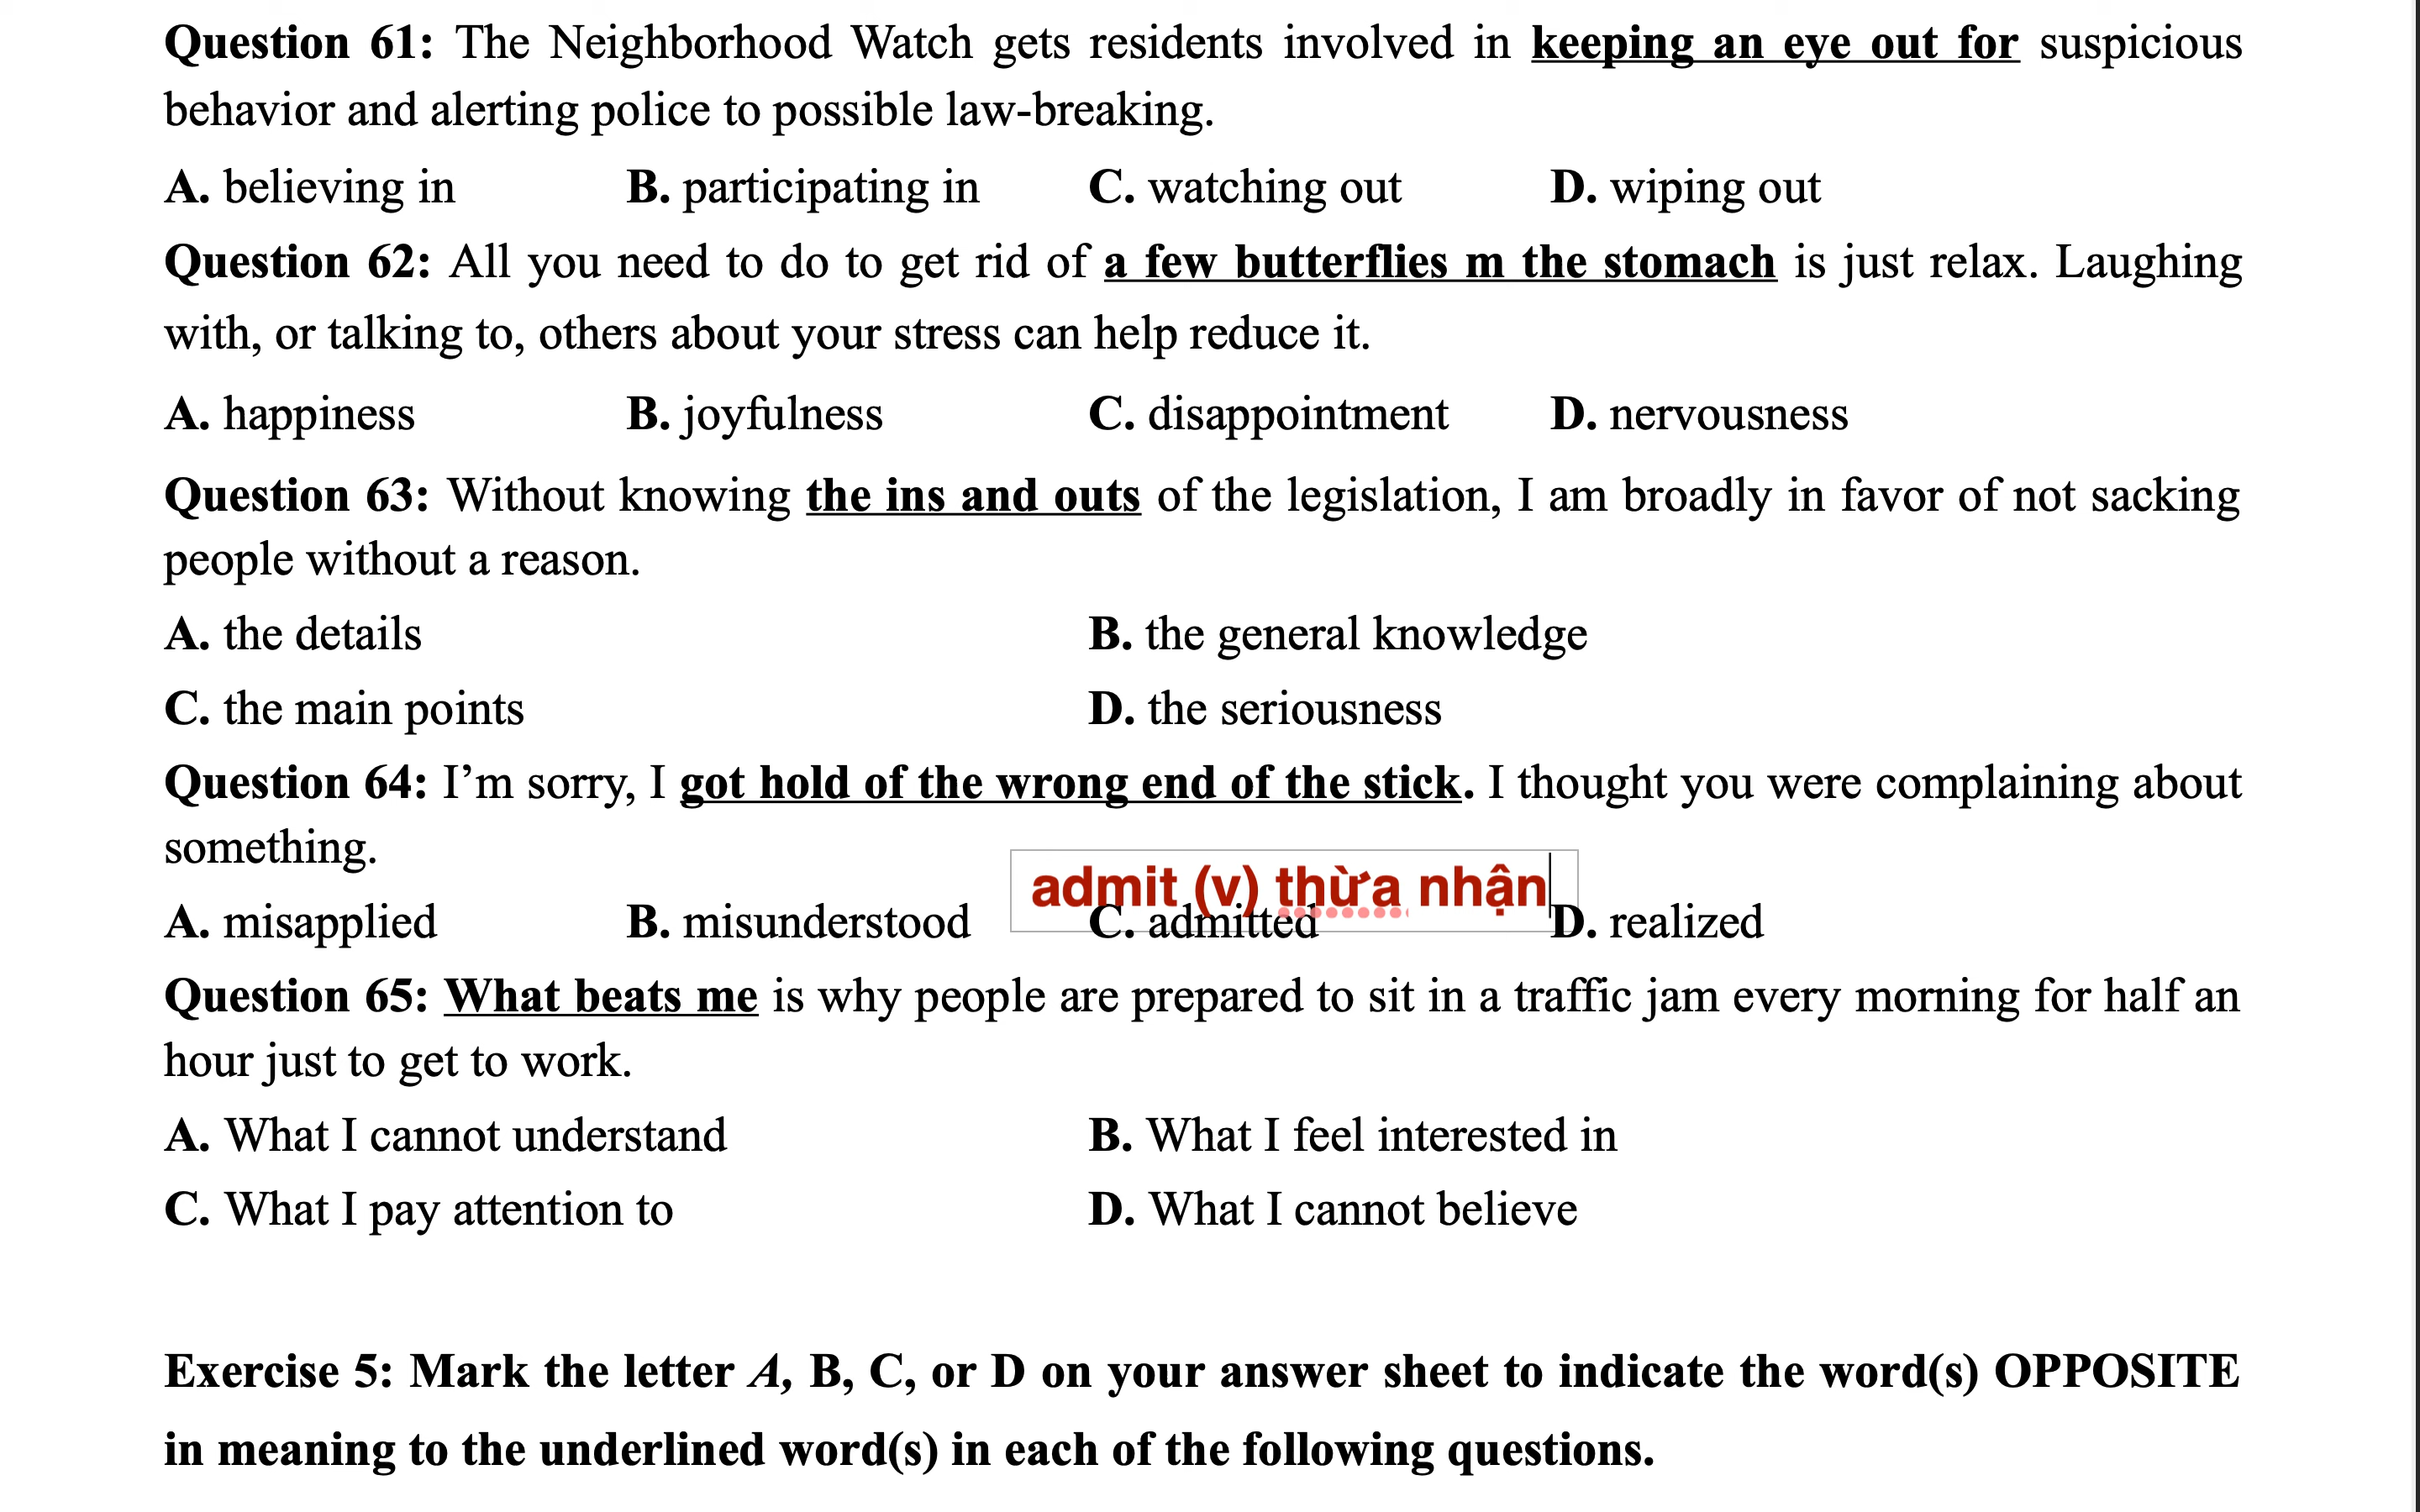 Question 61: The Neighborhood Watch gets residents involved in keeping an eye out for suspicious
behavior and alerting police to possible law-breaking.
A. believing in B. participating in C. watching out D. wiping out
Question 62: All you need to do to get rid of a few butterflies m the stomach is just relax. Laughing
with, or talking to, others about your stress can help reduce it.
A. happiness B. joyfulness C. disappointment D. nervousness
Question 63: Without knowing the ins and outs of the legislation, I am broadly in favor of not sacking
people without a reason.
A. the details B. the general knowledge
C. the main points D. the seriousness
Question 64: I’m sorry, I got hold of the wrong end of the stick. I thought you were complaining about
something.
admit (v) thừa nhận
A. misapplied B. misunderstood C. admitted D. realized
Question 65: What beats me is why people are prepared to sit in a traffic jam every morning for half an
hour just to get to work.
A. What I cannot understand B. What I feel interested in
C. What I pay attention to D. What I cannot believe
Exercise 5: Mark the letter A, B, C, or D on your answer sheet to indicate the word(s) OPPOSITE
in meaning to the underlined word(s) in each of the following questions.